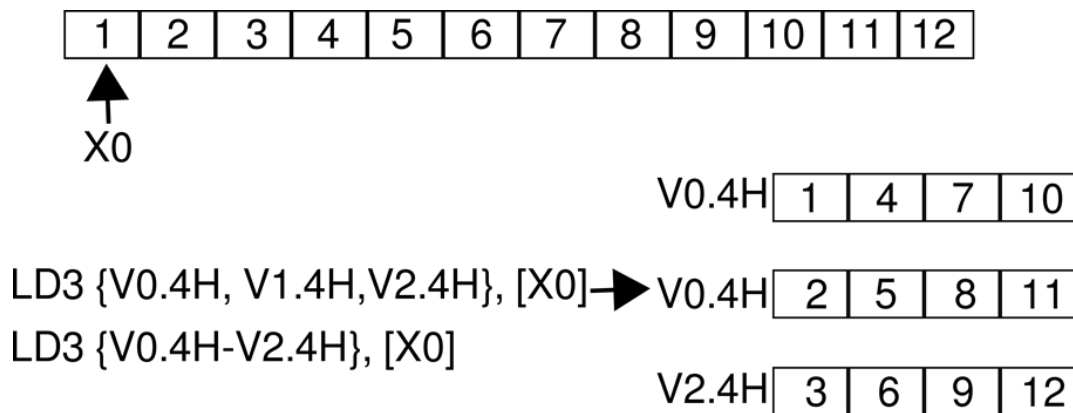 1 2 3 4 5 6 7 8 9 10 11 12
X0
V0.4H 1 4 7 10
LD3 {V0.4H, V1.4H,V2.4H}, [X0] V0.4H 2 5 8 11
LD3 {V0.4H-V2.4H}, [X0]
V2.4H 3 6 9 12